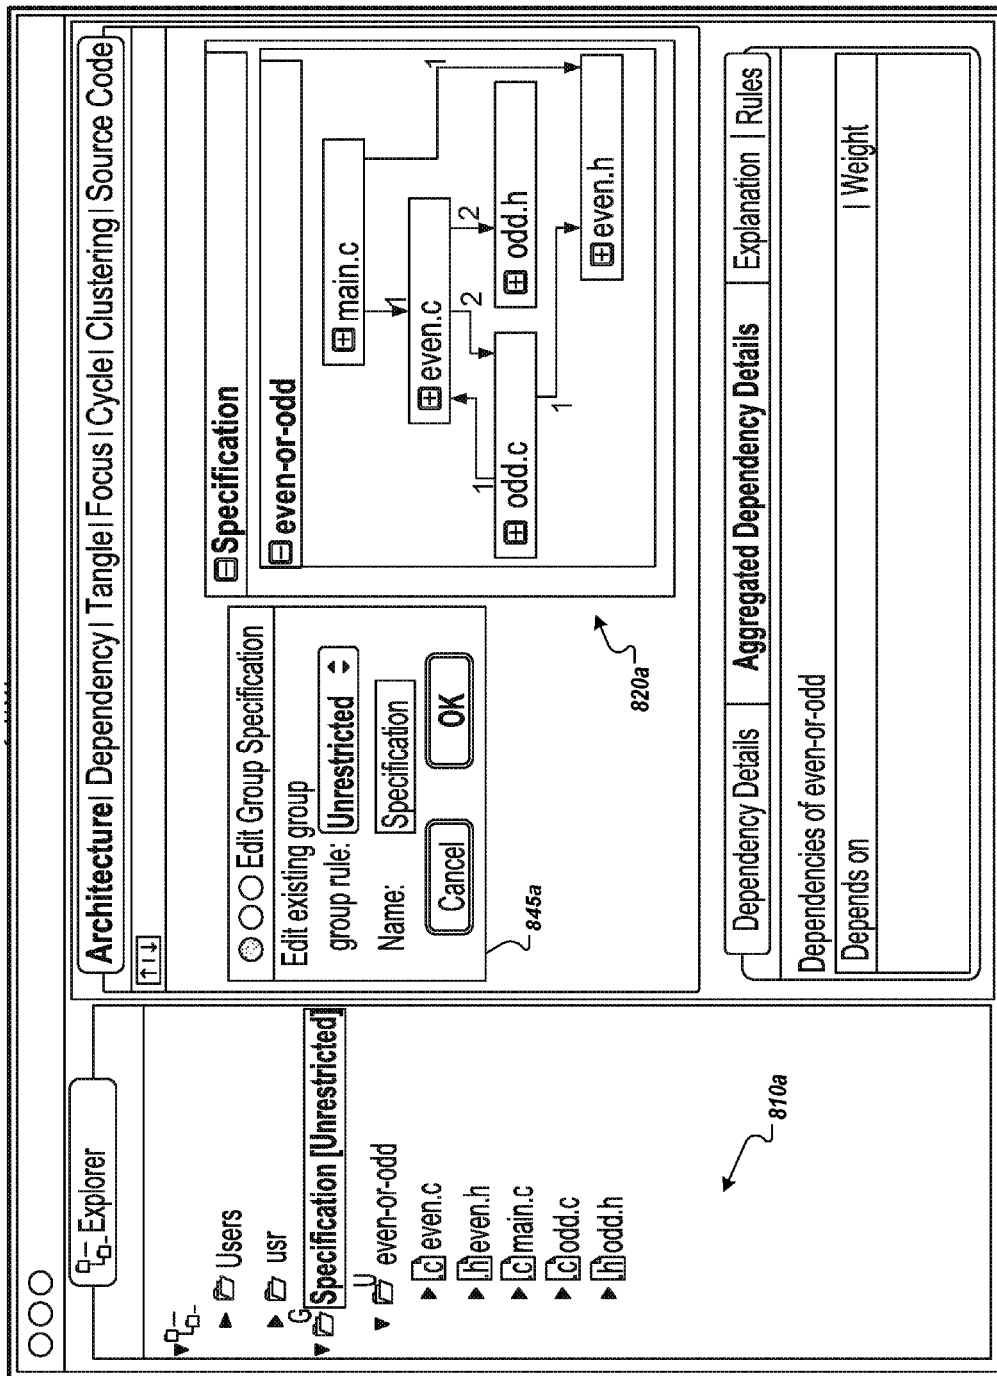 Explorer
Users
usr
G
Specification [Unrestricted]
U
even-or-odd
.c even.c
.h even.h
.c main.c
.c odd.c
.h odd.h
810a
Architecture | Dependency | Tangle | Focus | Cycle | Clustering | Source Code
Edit Group Specification
Edit existing group
group rule: Unrestricted
Name: Specification
Cancel OK
845a
Specification
even-or-odd
main.c
1
1
even.c
1
2
2
odd.c
odd.h
1
even.h
820a
Dependency Details | Aggregated Dependency Details | Explanation | Rules
Dependencies of even-or-odd
Depends on | Weight